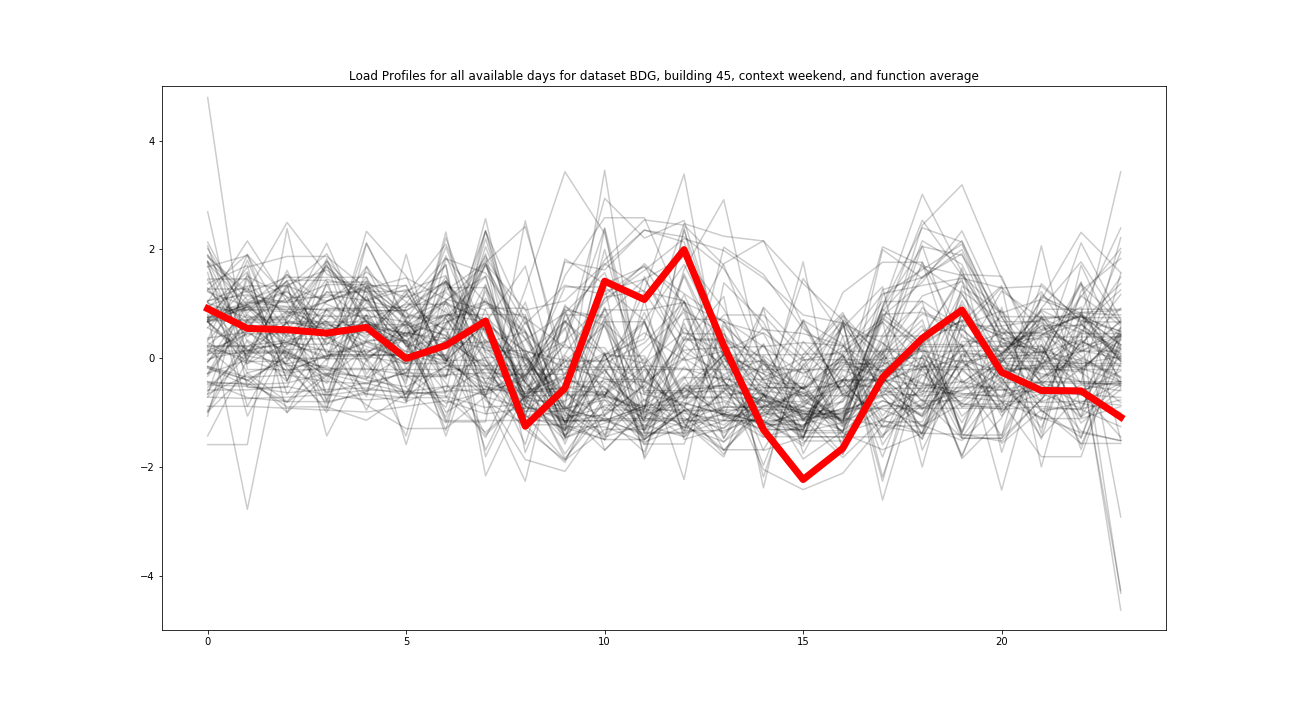 Load Profiles for all available days for dataset BDG, building 45, context weekend, and function average
4
2
0
−2
−4
0 5 10 15 20